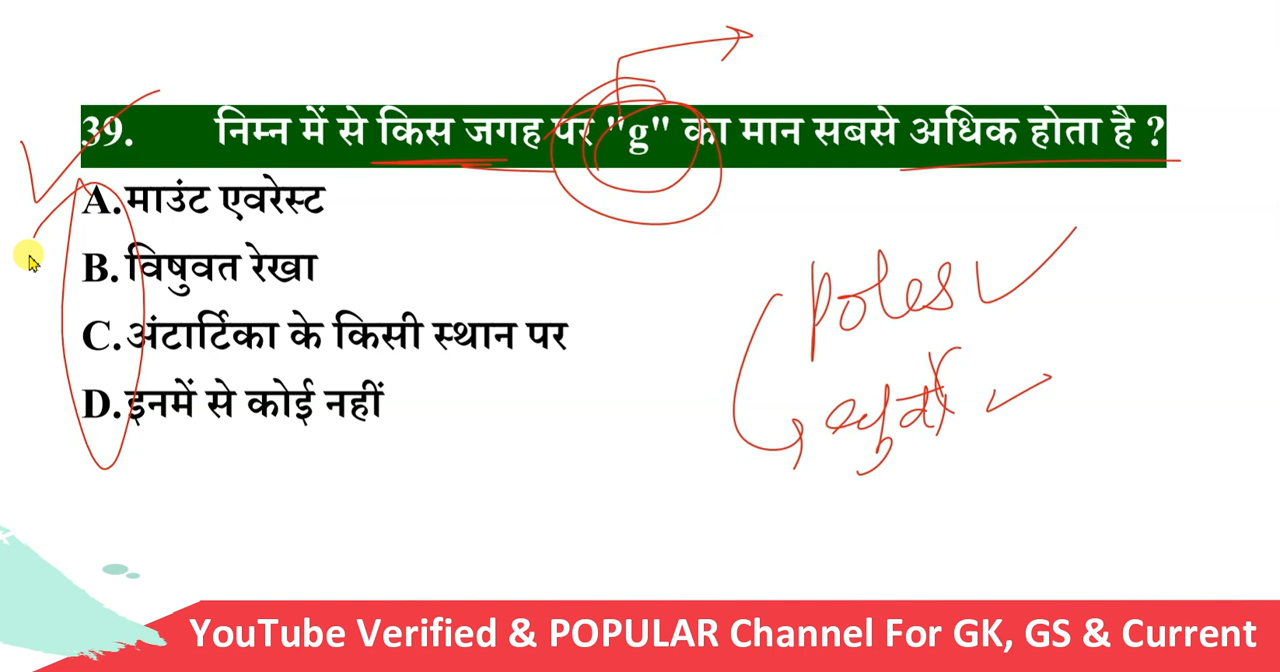 39. निम्न में से किस जगह पर "g" का मान सबसे अधिक होता है ?
A. माउंट एवरेस्ट
B. विषुवत रेखा
C. अंटार्टिका के किसी स्थान पर
D. इनमें से कोई नहीं
poles
YouTube Verified & POPULAR Channel For GK, GS & Current